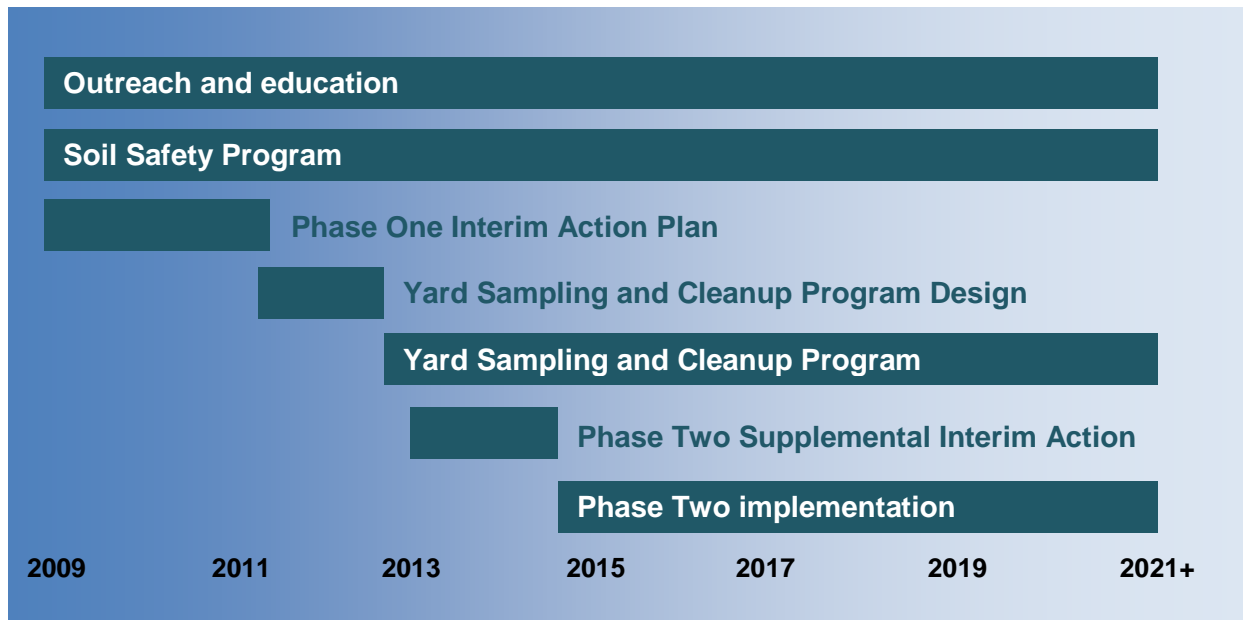 Outreach and education
Soil Safety Program
Phase One Interim Action Plan
Yard Sampling and Cleanup Program Design
Yard Sampling and Cleanup Program
Phase Two Supplemental Interim Action
Phase Two implementation
2009 2011 2013 2015 2017 2019 2021+